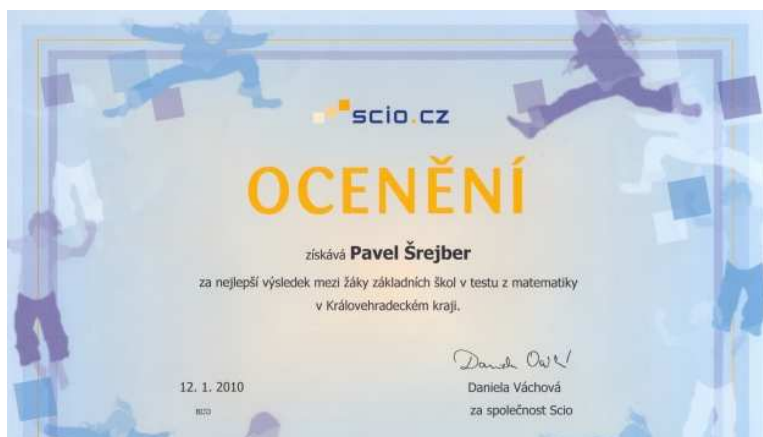 scio.cz
OCENĚNÍ
získává Pavel Šrejber
za nejlepší výsledek mezi žáky základních škol v testu z matematiky
v Královehradeckém kraji.
12. 1. 2010
Daniela Váchová
za společnost Scio